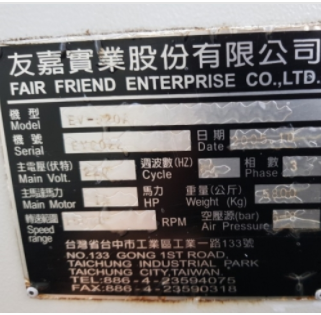 友嘉實業股份有限公司
FAIR FRIEND ENTERPRISE CO.,LTD.
機型 Model
機號 Serial 日期 Date
主電壓(伏特) Main Volt. 週波數(HZ) Cycle 相數 Phase 3
主馬達馬力 Main Motor 馬力 HP 重量(公斤) Weight (Kg)
轉速範圍 Speed range RPM 空壓源(bar) Air Pressure
台灣省台中市工業區工業一路133號
NO.133 GONG 1ST ROAD,
TAICHUNG INDUSTRIAL PARK
TAICHUNG CITY,TAIWAN.
TEL:886-4-23594075
FAX:886-4-23590318